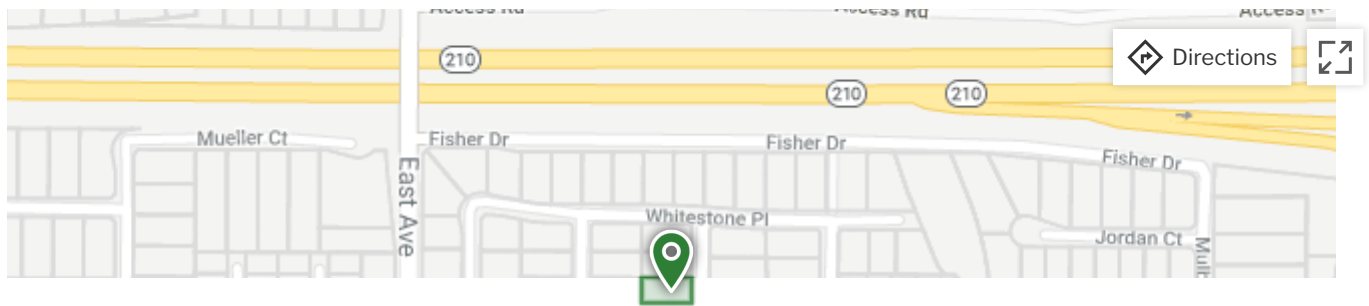 Access Rd
Access Rd
Access R
210
Directions
210
210
Mueller Ct
Fisher Dr
Fisher Dr
Fisher Dr
East Ave
Whitestone Pl
Jordan Ct
Mulb